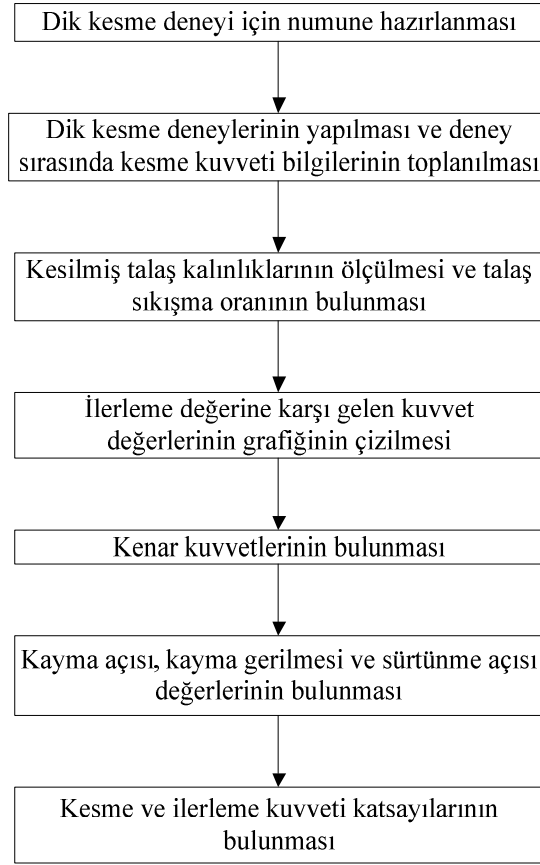 Dik kesme deneyi için numune hazırlanması
Dik kesme deneylerinin yapılması ve deney
sırasında kesme kuvveti bilgilerinin toplanılması
Kesilmiş talaş kalınlıklarının ölçülmesi ve talaş
sıkışma oranının bulunması
İlerleme değerine karşı gelen kuvvet
değerlerinin grafiğinin çizilmesi
Kenar kuvvetlerinin bulunması
Kayma açısı, kayma gerilmesi ve sürtünme açısı
değerlerinin bulunması
Kesme ve ilerleme kuvveti katsayılarının
bulunması